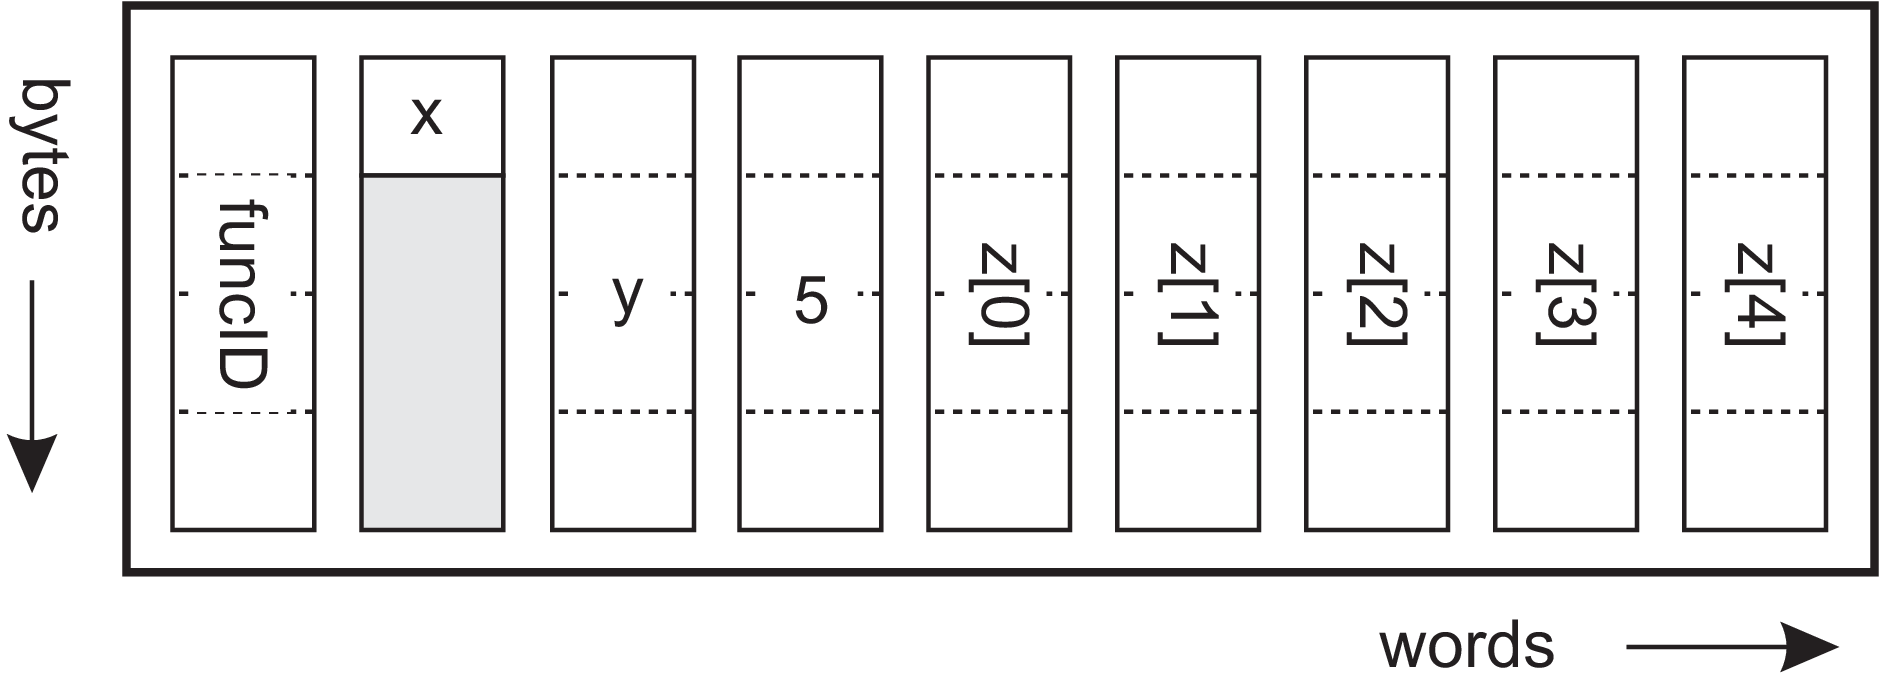 bytes
funcID
x
y
5
z[0]
z[1]
z[2]
z[3]
z[4]
words